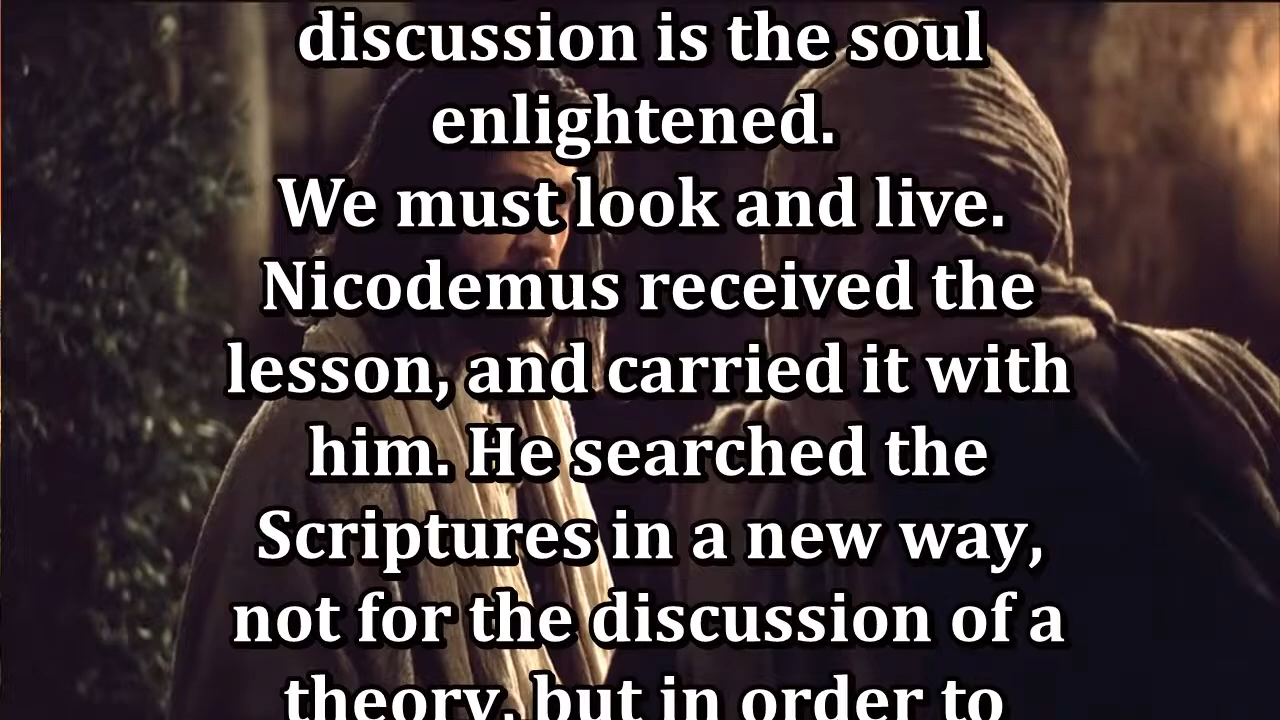 discussion is the soul
enlightened.
We must look and live.
Nicodemus received the
lesson, and carried it with
him. He searched the
Scriptures in a new way,
not for the discussion of a
theory, but in order to